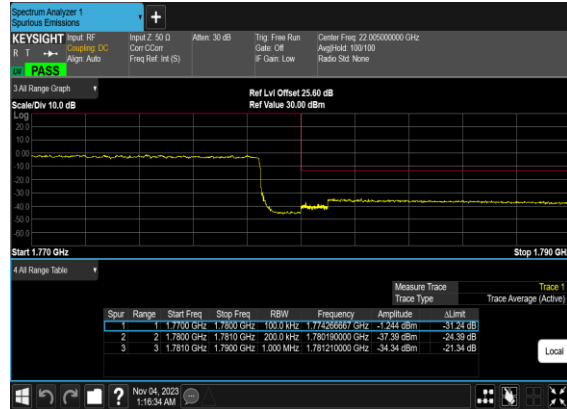 Spectrum Analyzer 1
Spurious Emissions
KEYSIGHT Input: RF Input Z: 50 Ω Atten: 30 dB Trig: Free Run Center Freq: 22.005000000 GHz
R T Coupling: DC Corr CCorr Gate: Off Avg|Hold: 100/100
Align: Auto Freq Ref: Int (S) IF Gain: Low Radio Std: None
PASS
3 All Range Graph Ref Lvl Offset 25.60 dB
Scale/Div 10.0 dB Ref Value 30.00 dBm
Log
20.0
10.0
0.00
-10.0
-20.0
-30.0
-40.0
-50.0
-60.0
Start 1.770 GHz Stop 1.790 GH
4 All Range Table
Measure Trace Trace 1
Trace Type Trace Average (Active)
Spur Range Start Freq Stop Freq RBW Frequency Amplitude ΔLimit
1 1 1.7700 GHz 1.7800 GHz 100.0 kHz 1.774266667 GHz -1.244 dBm -31.24 dB
2 2 1.7800 GHz 1.7810 GHz 200.0 kHz 1.780190000 GHz -37.39 dBm -24.39 dB
3 3 1.7810 GHz 1.7900 GHz 1.000 MHz 1.781210000 GHz -34.34 dBm -21.34 dB
Local
? Nov 04, 2023
1:16:34 AM